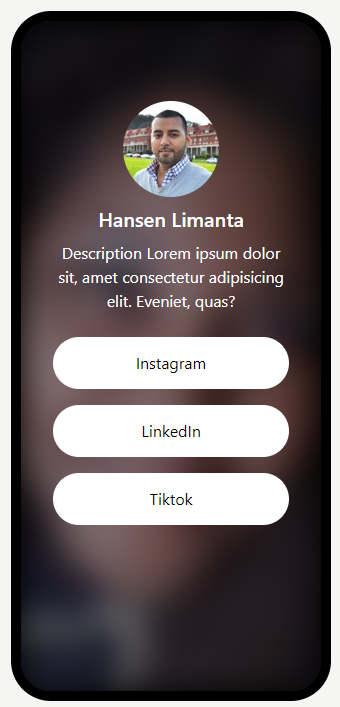 Hansen Limanta
Description Lorem ipsum dolor
sit, amet consectetur adipisicing
elit. Eveniet, quas?
Instagram
LinkedIn
Tiktok